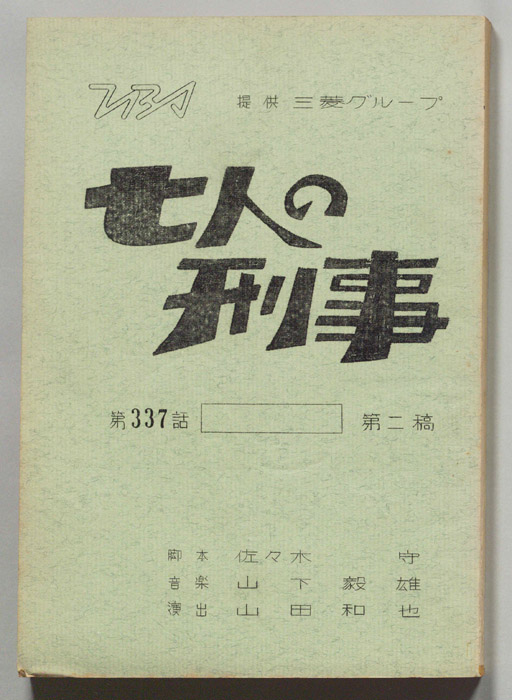 TBS 提供 三菱グループ
七人の
刑事
第337話 第二稿
脚本 佐々木 守
音楽 山下 毅雄
演出 山田 和也